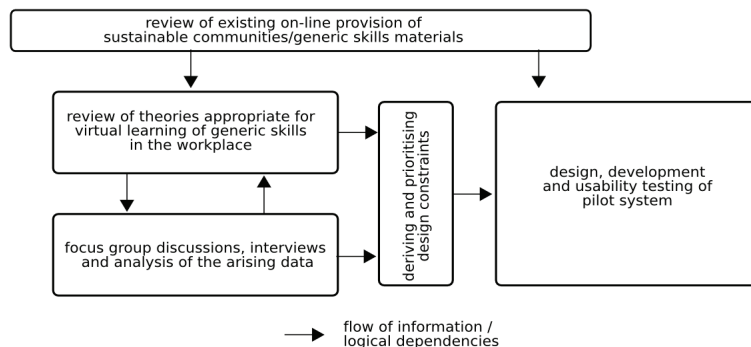 review of existing on-line provision of
sustainable communities/generic skills materials
review of theories appropriate for
virtual learning of generic skills
in the workplace
focus group discussions, interviews
and analysis of the arising data
deriving and prioritising
design constraints
design, development
and usability testing of
pilot system
flow of information /
logical dependencies